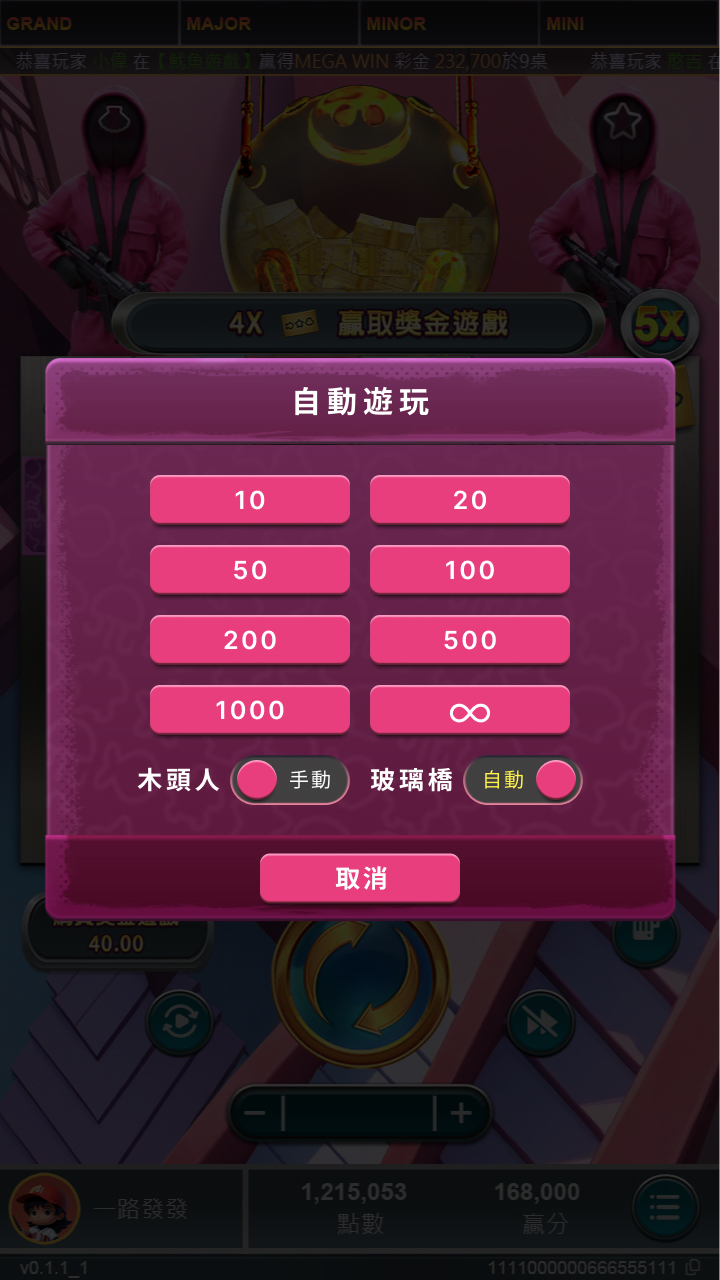 GRAND MAJOR MINOR MINI
恭喜玩家 小偉 在【魷魚遊戲】贏得MEGA WIN 彩金 232,700於9桌 恭喜玩家 憨吉 在
4X 贏取獎金遊戲 5X
自動遊玩
10 20
50 100
200 500
1000 ∞
木頭人 手動 玻璃橋 自動
取消
40.00
− +
一路發發 1,215,053 168,000
點數 贏分
v0.1.1_1 1111000000666555111